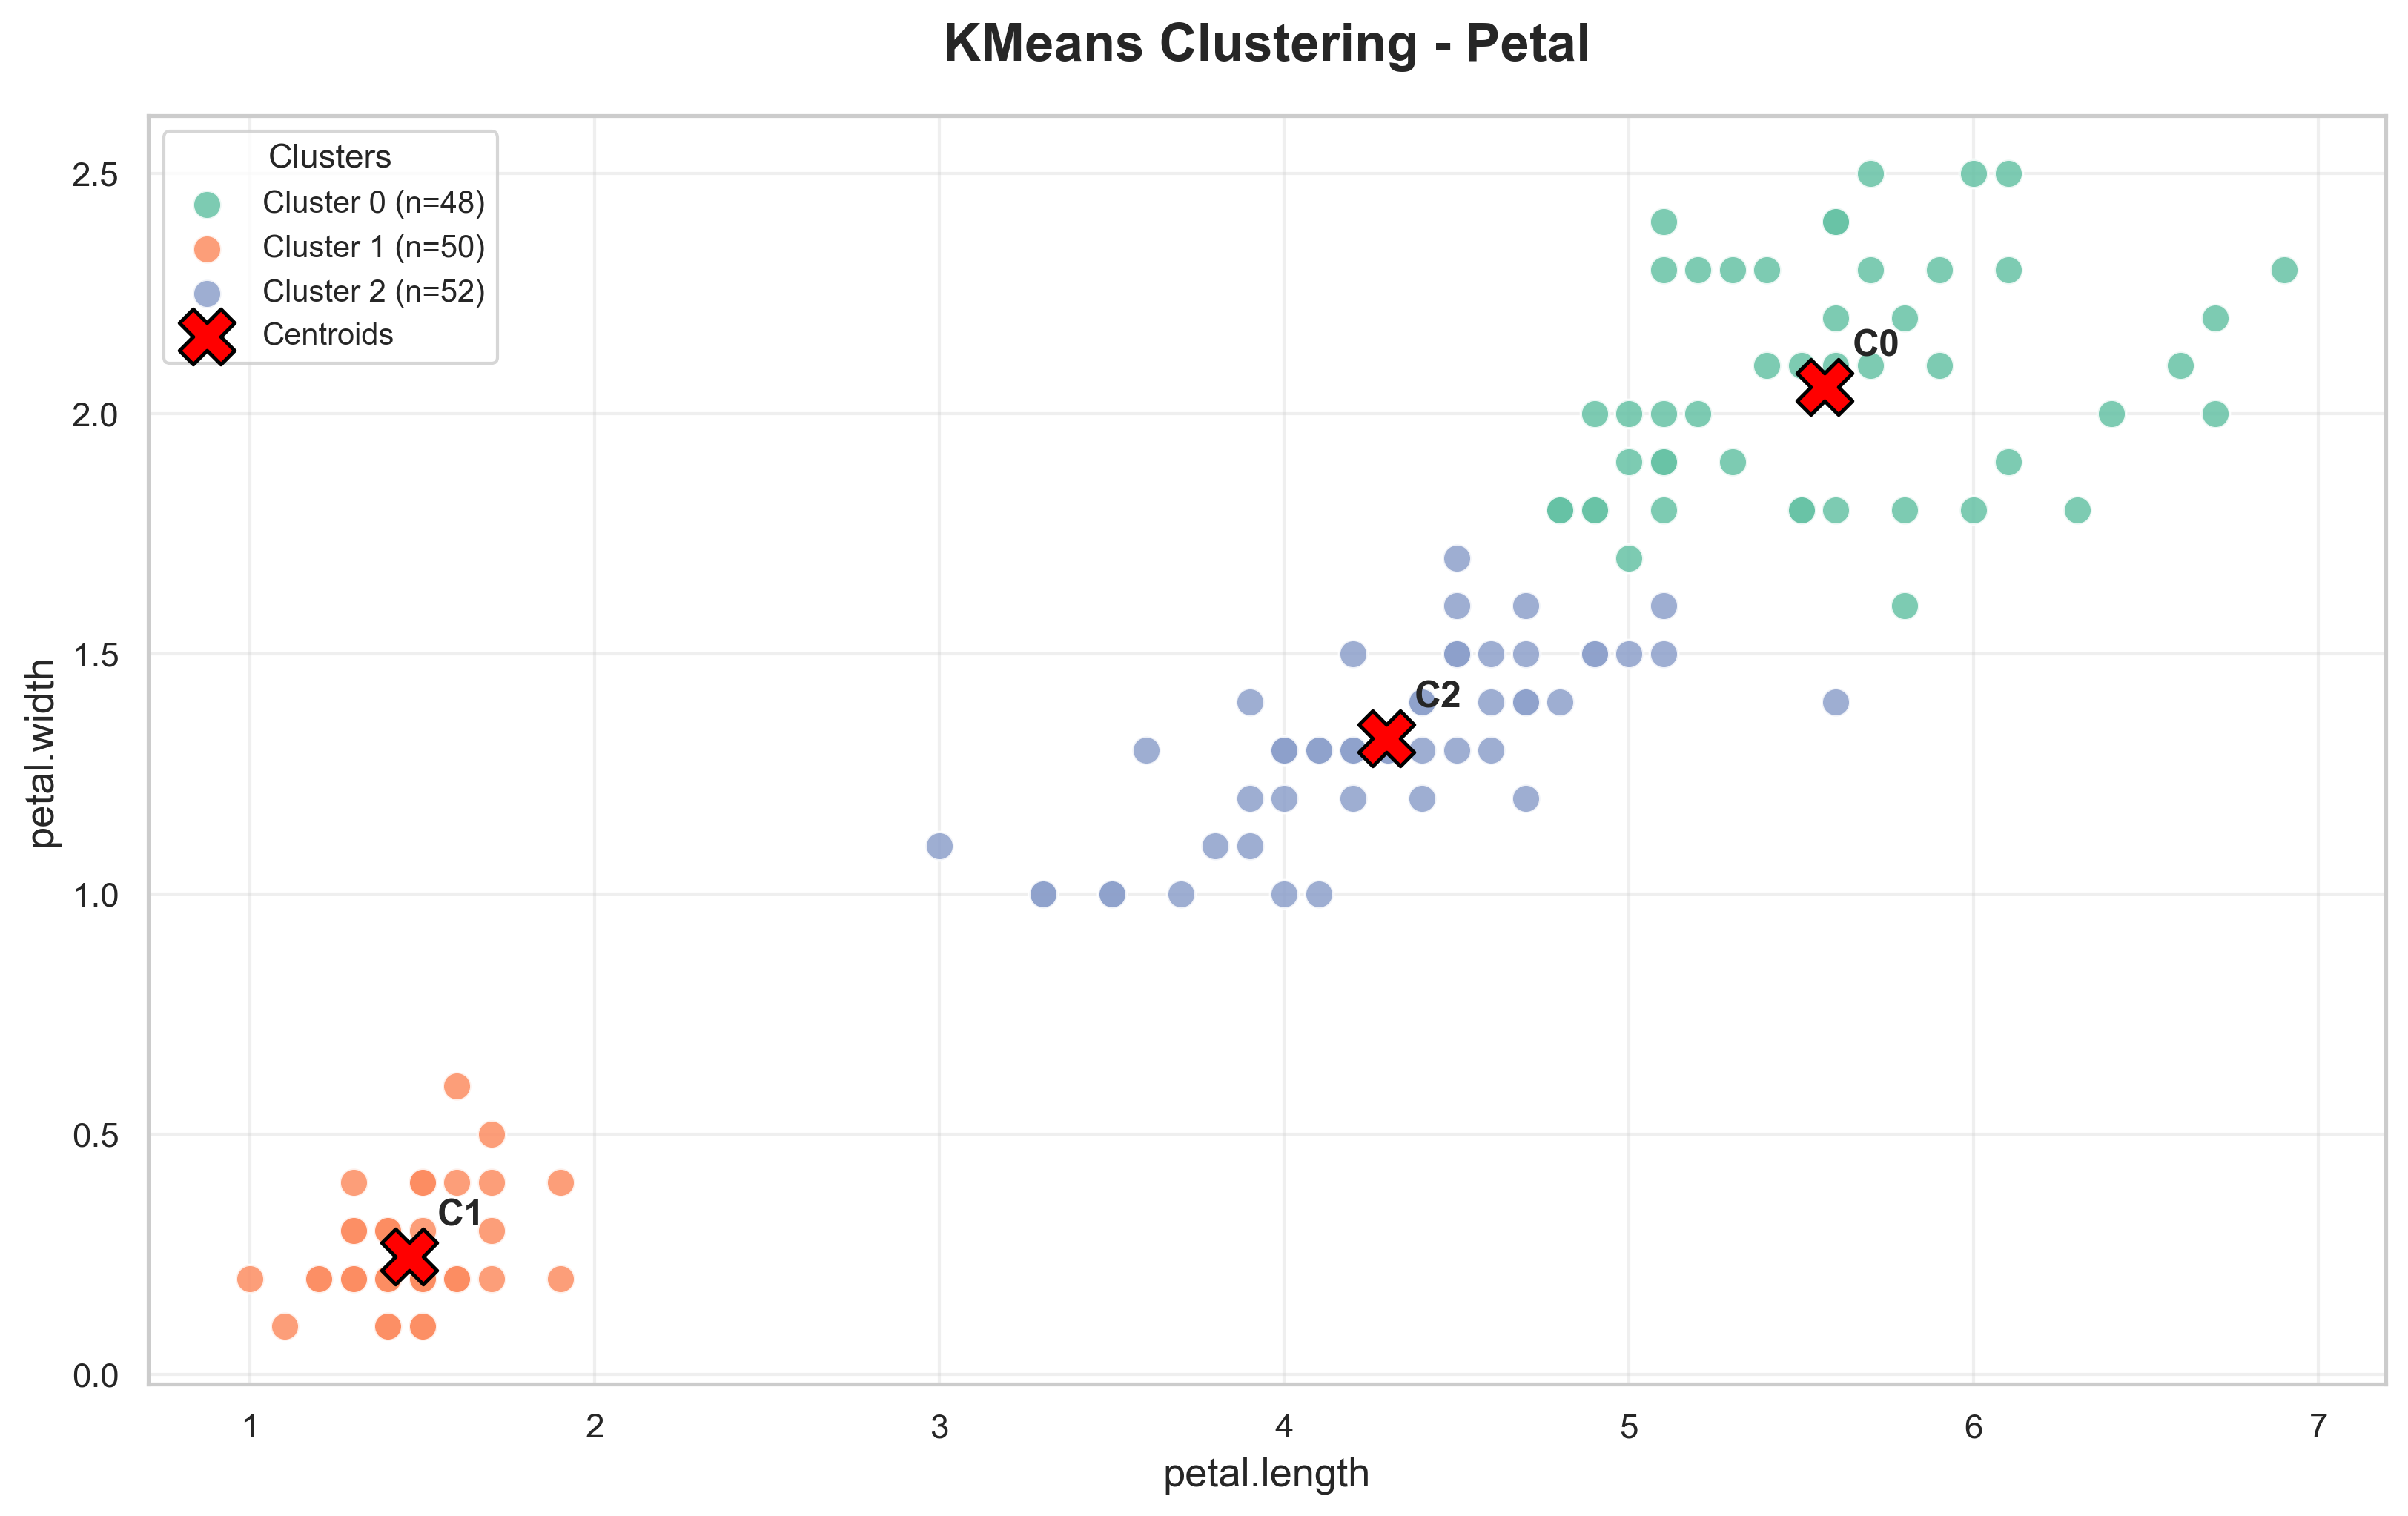 KMeans Clustering - Petal
Clusters
Cluster 0 (n=48)
Cluster 1 (n=50)
Cluster 2 (n=52)
Centroids
2.5
2.0
1.5
1.0
0.5
0.0
petal.width
C0
C2
C1
1 2 3 4 5 6 7
petal.length